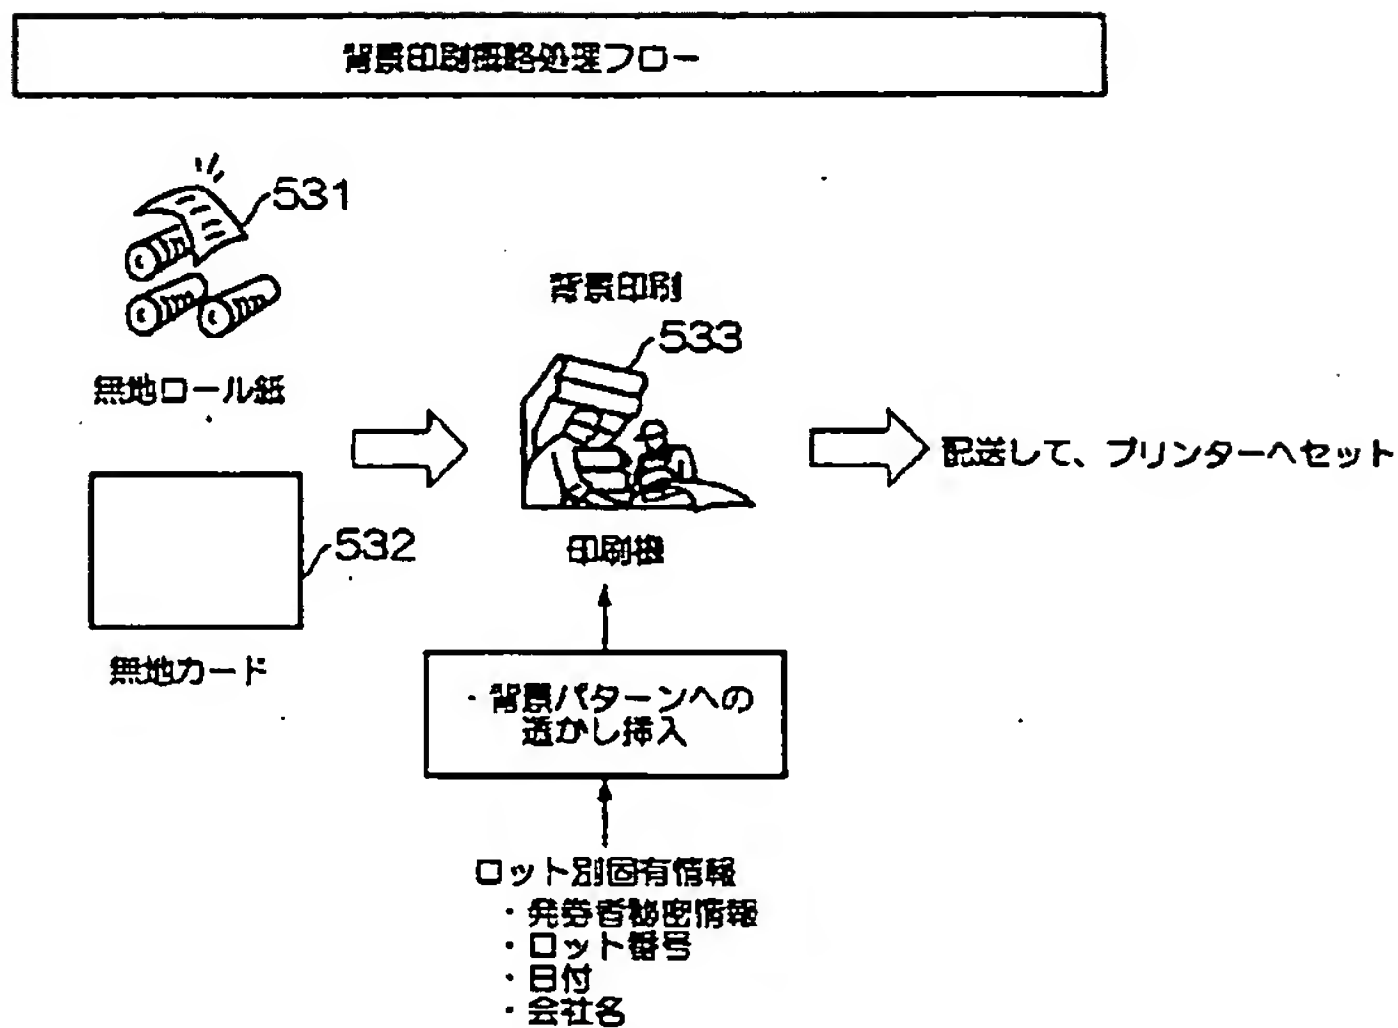 背景印刷概略処理フロー
531
無地ロール紙
532
無地カード
背景印刷
533
印刷機
・背景パターンへの
透かし挿入
ロット別固有情報
・発券者秘密情報
・ロット番号
・日付
・会社名
配送して、プリンターへセット